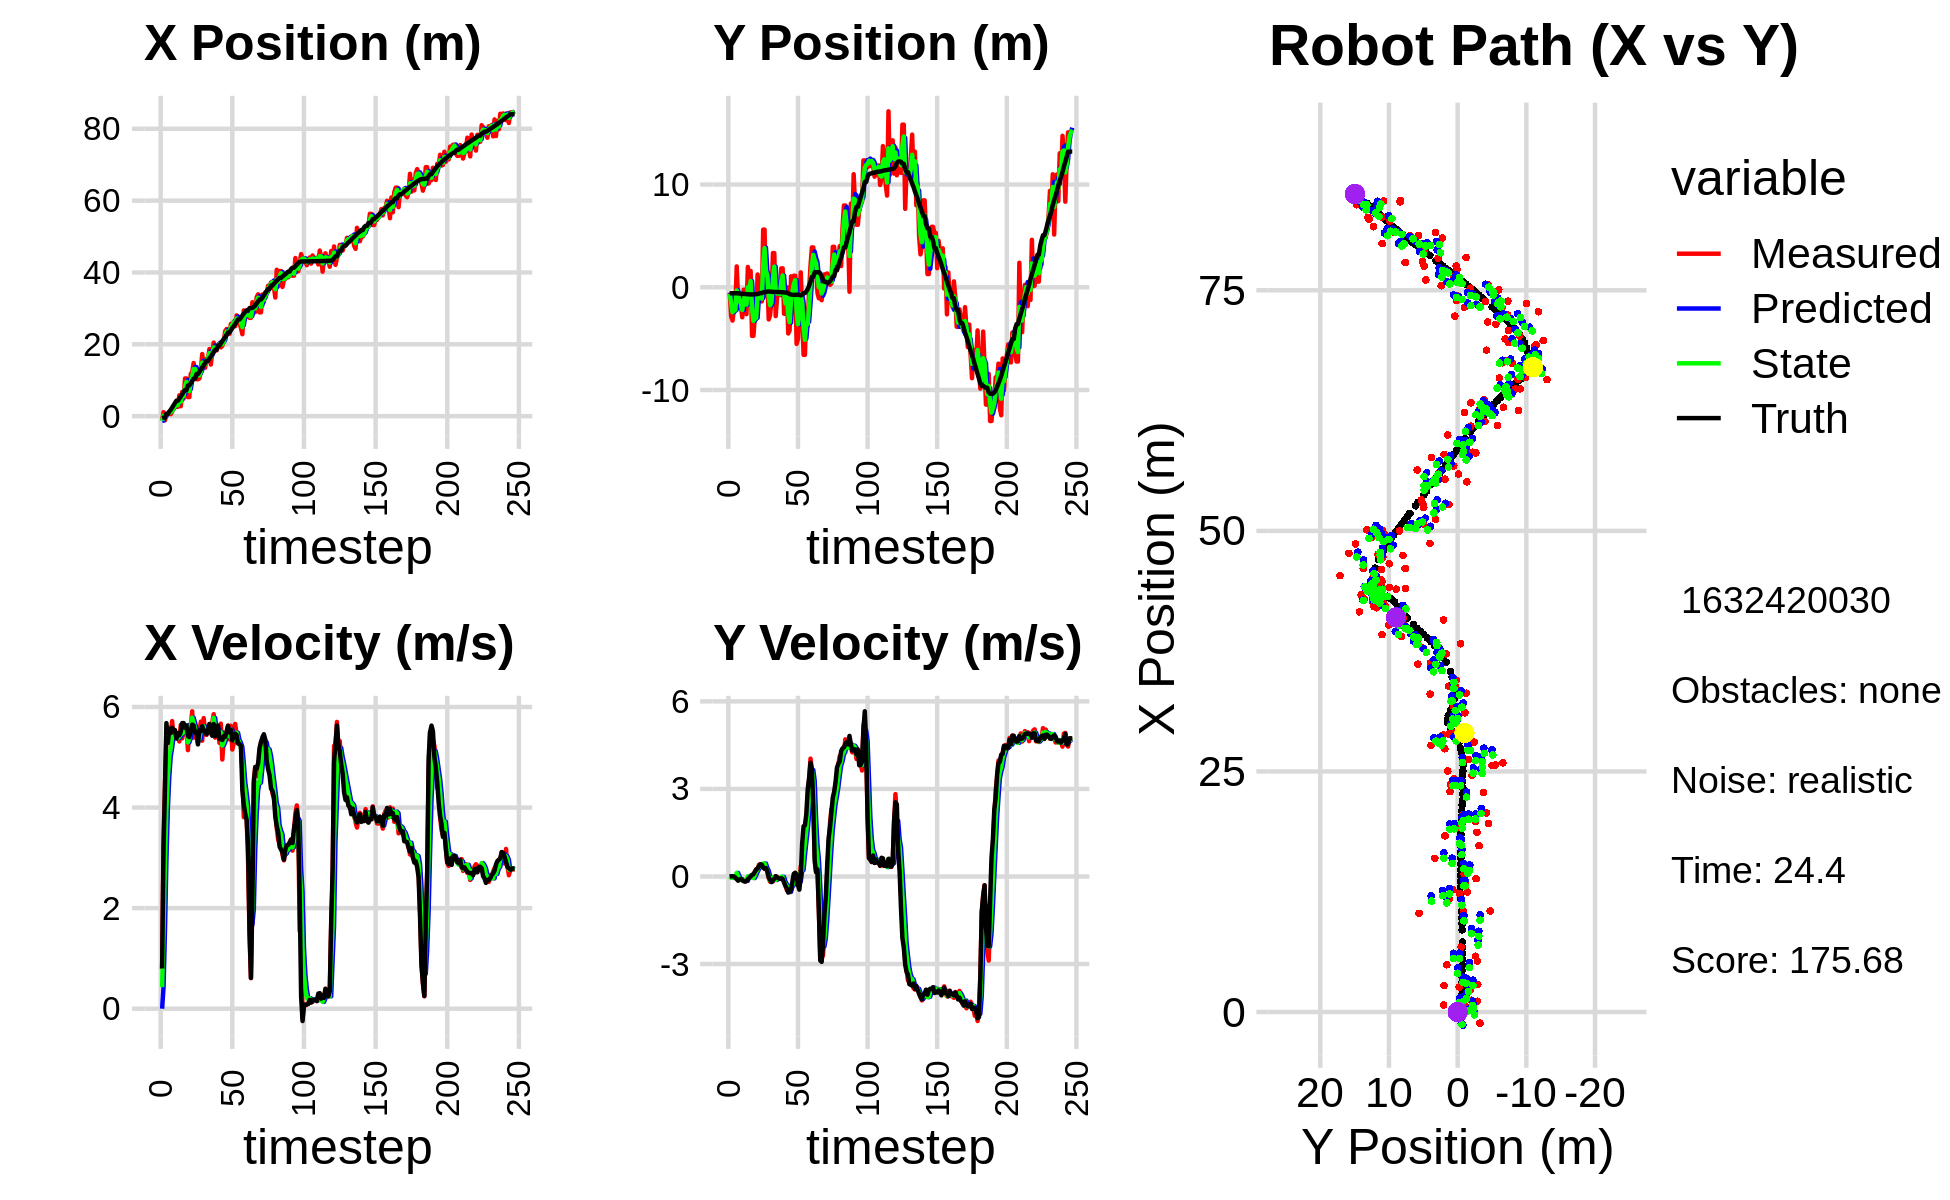 X Position (m)
80
60
40
20
0
0
50
100
150
200
250
timestep
Y Position (m)
10
0
-10
0
50
100
150
200
250
timestep
X Velocity (m/s)
6
4
2
0
0
50
100
150
200
250
timestep
Y Velocity (m/s)
6
3
0
-3
0
50
100
150
200
250
timestep
Robot Path (X vs Y)
X Position (m)
75
50
25
0
20 10 0 -10 -20
Y Position (m)
variable
Measured
Predicted
State
Truth
1632420030
Obstacles: none
Noise: realistic
Time: 24.4
Score: 175.68